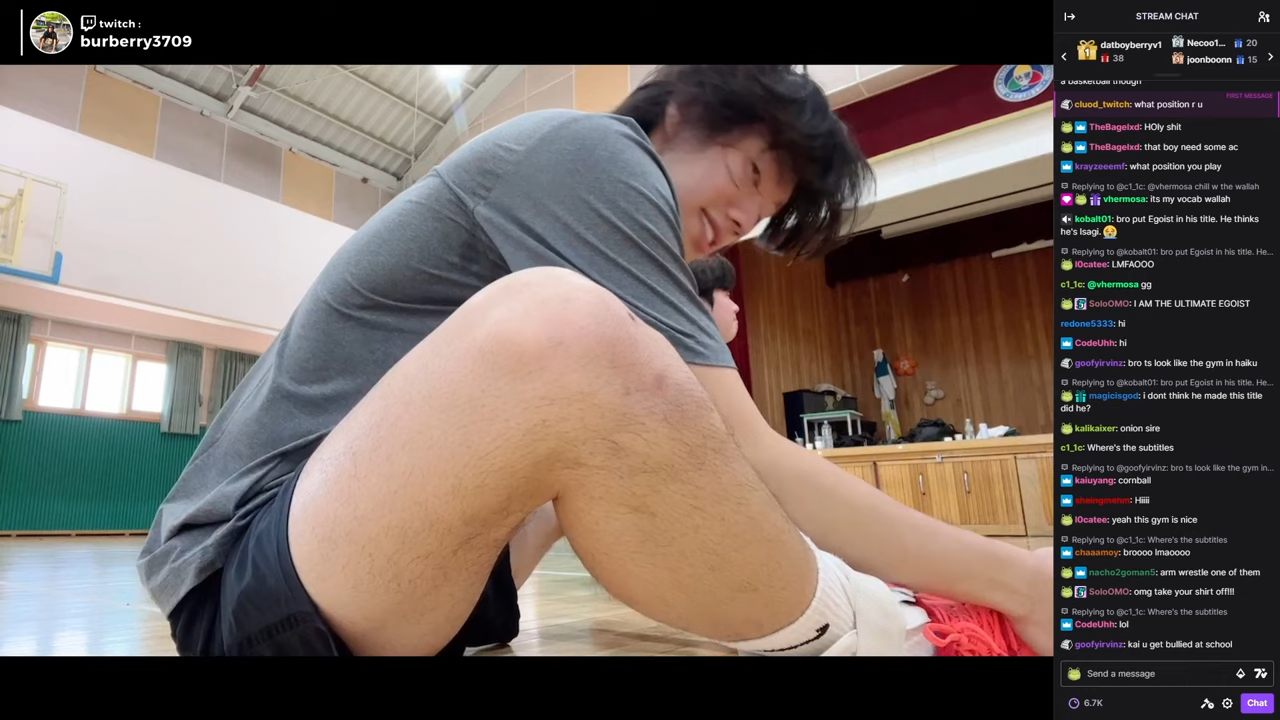 twitch :
burberry3709
STREAM CHAT
datboyberryv1
38
Necoo1...
20
joonboonn
15
a basketball though
FIRST MESSAGE
cluod_twitch: what position r u
TheBagelxd: HOly shit
TheBagelxd: that boy need some ac
krayzeeemf: what position you play
Replying to @c1_1c: @vhermosa chill w the wallah
vhermosa: its my vocab wallah
kobalt01: bro put Egoist in his title. He thinks
he's Isagi.
Replying to @kobalt01: bro put Egoist in his title. He...
l0catee: LMFAOOO
c1_1c: @vhermosa gg
SoloOMO: I AM THE ULTIMATE EGOIST
redone5333: hi
CodeUhh: hi
goofyirvinz: bro ts look like the gym in haiku
Replying to @kobalt01: bro put Egoist in his title. He...
magicisgod: i dont think he made this title
did he?
kalikaixer: onion sire
c1_1c: Where's the subtitles
Replying to @goofyirvinz: bro ts look like the gym in...
kaiuyang: cornball
sheingmehm: Hiiii
l0catee: yeah this gym is nice
Replying to @c1_1c: Where's the subtitles
chaaamoy: broooo lmaoooo
nacho2goman5: arm wrestle one of them
SoloOMO: omg take your shirt off!!!
Replying to @c1_1c: Where's the subtitles
CodeUhh: lol
goofyirvinz: kai u get bullied at school
Send a message
6.7K
Chat